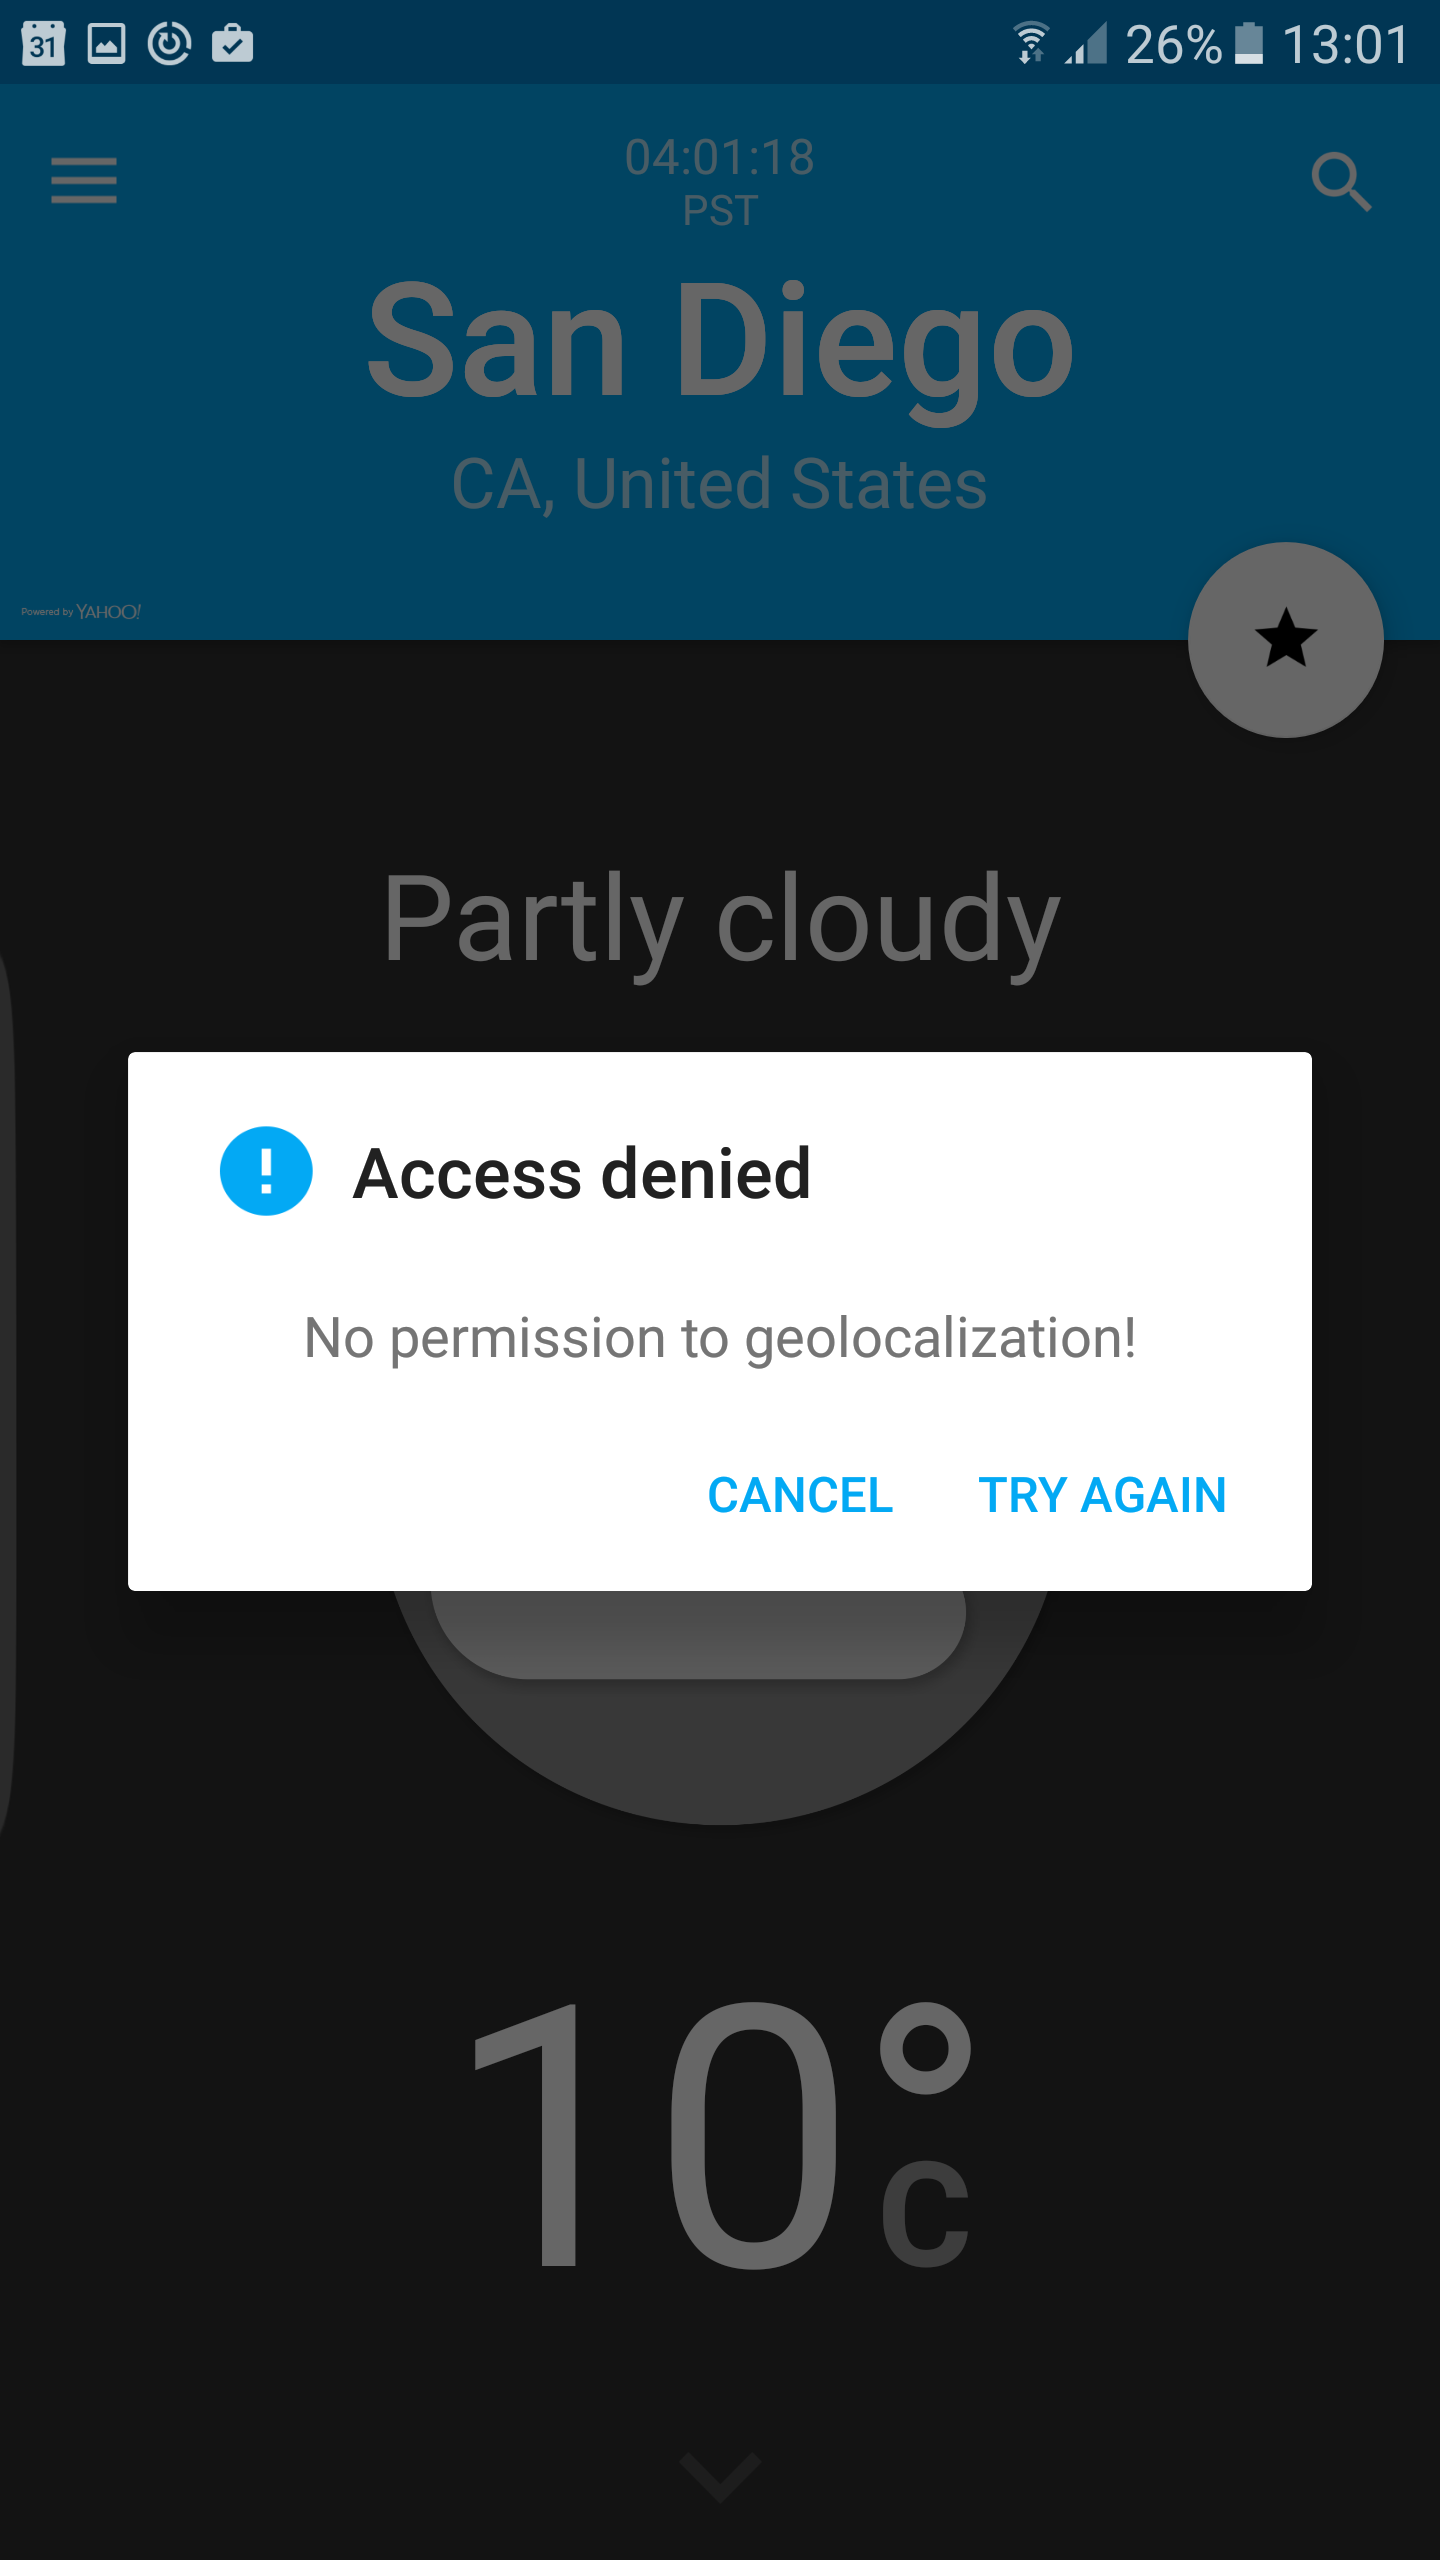 31
26% 13:01
04:01:18
PST
San Diego
CA, United States
Powered by YAHOO!
Partly cloudy
Access denied
No permission to geolocalization!
CANCEL TRY AGAIN
10°
C